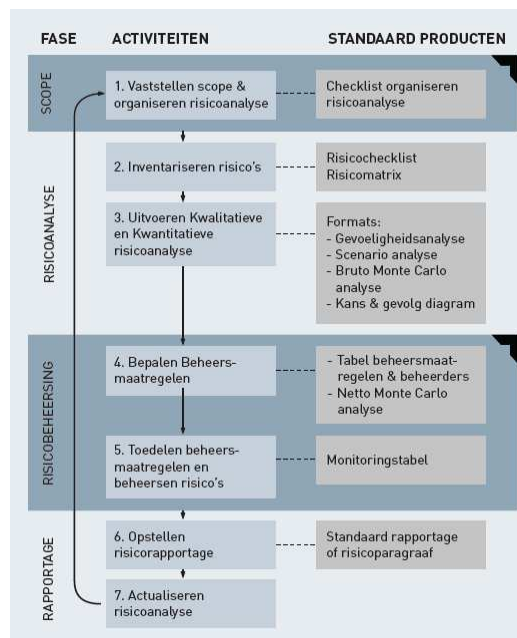 FASE ACTIVITEITEN STANDAARD PRODUCTEN
SCOPE
1. Vaststellen scope &
organiseren risicoanalyse
Checklist organiseren
risicoanalyse
RISICOANALYSE
2. Inventariseren risico's
Risicochecklist
Risicomatrix
3. Uitvoeren Kwalitatieve
en Kwantitatieve
risicoanalyse
Formats:
- Gevoeligheidsanalyse
- Scenario analyse
- Bruto Monte Carlo
analyse
- Kans & gevolg diagram
RISICOBEHEERSING
4. Bepalen Beheers-
maatregelen
- Tabel beheersmaat-
regelen & beheerders
- Netto Monte Carlo
analyse
5. Toedelen beheers-
maatregelen en
beheersen risico's
Monitoringstabel
RAPPORTAGE
6. Opstellen
risicorapportage
Standaard rapportage
of risicoparagraaf
7. Actualiseren
risicoanalyse